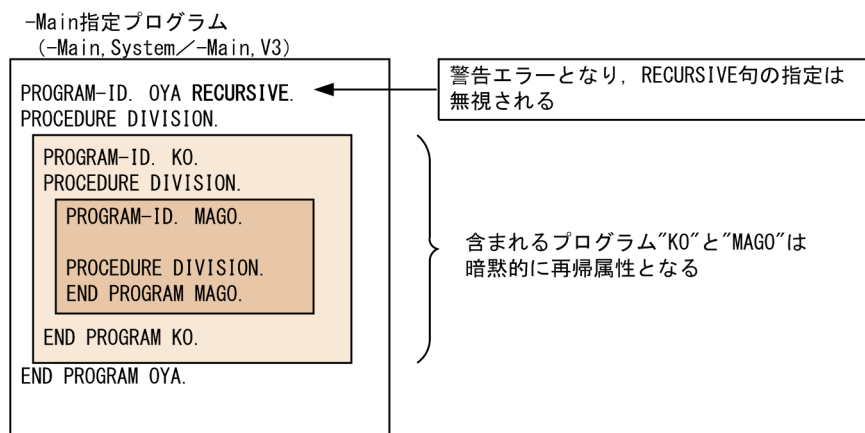 -Main指定プログラム
（-Main,System／-Main,V3）
PROGRAM-ID. OYA RECURSIVE.
PROCEDURE DIVISION.
警告エラーとなり，RECURSIVE句の指定は
無視される
PROGRAM-ID. KO.
PROCEDURE DIVISION.
PROGRAM-ID. MAGO.
PROCEDURE DIVISION.
END PROGRAM MAGO.
END PROGRAM KO.
END PROGRAM OYA.
含まれるプログラム"KO"と"MAGO"は
暗黙的に再帰属性となる